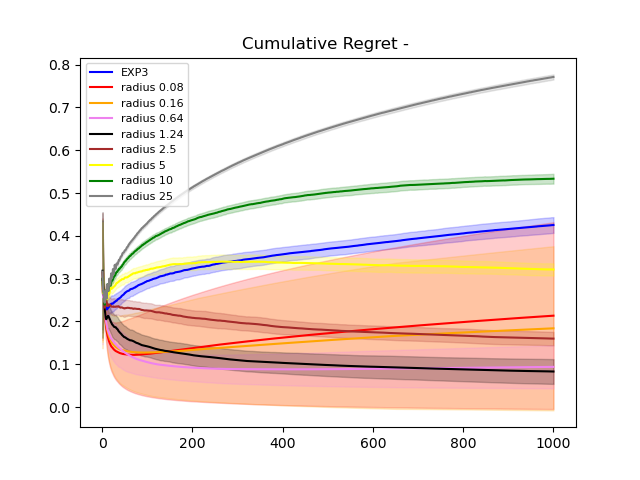 Cumulative Regret -
0.8
0.7
0.6
0.5
0.4
0.3
0.2
0.1
0.0
EXP3
radius 0.08
radius 0.16
radius 0.64
radius 1.24
radius 2.5
radius 5
radius 10
radius 25
0 200 400 600 800 1000